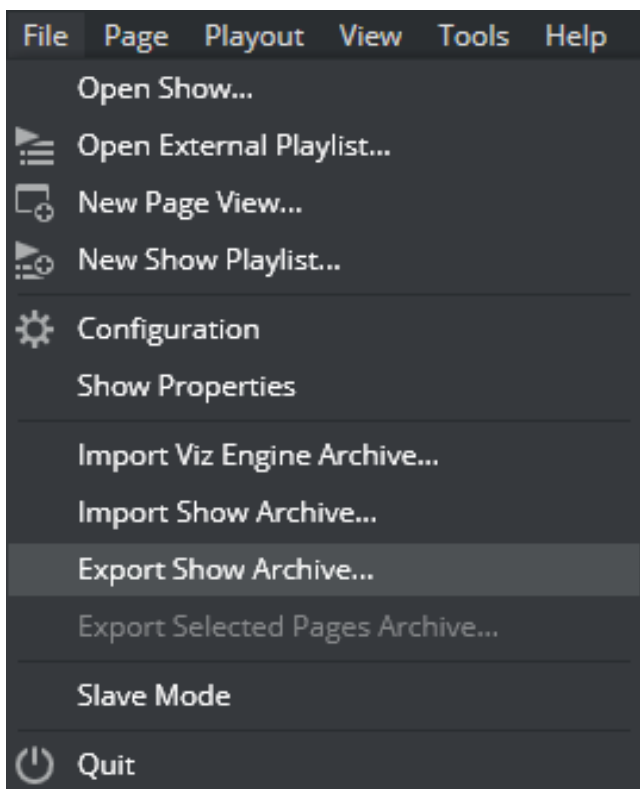 File Page Playout View Tools Help
Open Show...
Open External Playlist...
New Page View...
New Show Playlist...
Configuration
Show Properties
Import Viz Engine Archive...
Import Show Archive...
Export Show Archive...
Export Selected Pages Archive...
Slave Mode
Quit